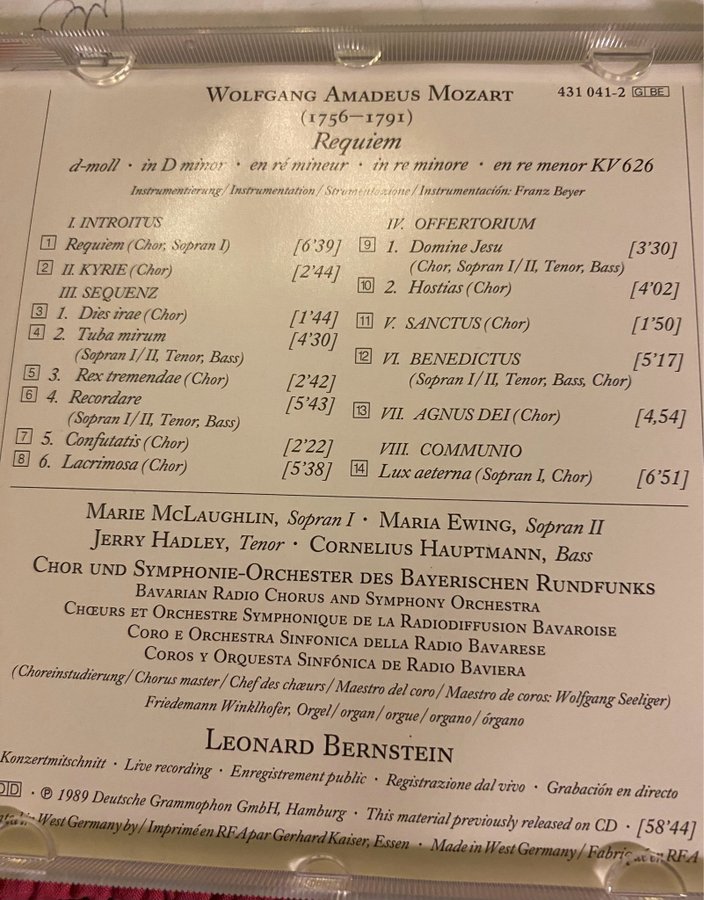 WOLFGANG AMADEUS MOZART
431 041-2 G BE
(1756–1791)
Requiem
d-moll · in D minor · en ré mineur · in re minore · en re menor KV 626
Instrumentierung/Instrumentation/Strumentazione/Instrumentación: Franz Beyer
I. INTROITUS
1 Requiem (Chor, Sopran I) [6'39]
2 II. KYRIE (Chor) [2'44]
III. SEQUENZ
3 1. Dies irae (Chor) [1'44]
4 2. Tuba mirum [4'30]
(Sopran I/II, Tenor, Bass)
5 3. Rex tremendae (Chor) [2'42]
6 4. Recordare [5'43]
(Sopran I/II, Tenor, Bass)
7 5. Confutatis (Chor) [2'22]
8 6. Lacrimosa (Chor) [5'38]
IV. OFFERTORIUM
9 1. Domine Jesu [3'30]
(Chor, Sopran I/II, Tenor, Bass)
10 2. Hostias (Chor) [4'02]
11 V. SANCTUS (Chor) [1'50]
12 VI. BENEDICTUS [5'17]
(Sopran I/II, Tenor, Bass, Chor)
13 VII. AGNUS DEI (Chor) [4,54]
VIII. COMMUNIO
14 Lux aeterna (Sopran I, Chor) [6'51]
MARIE MCLAUGHLIN, Sopran I · MARIA EWING, Sopran II
JERRY HADLEY, Tenor · CORNELIUS HAUPTMANN, Bass
CHOR UND SYMPHONIE-ORCHESTER DES BAYERISCHEN RUNDFUNKS
BAVARIAN RADIO CHORUS AND SYMPHONY ORCHESTRA
CHŒURS ET ORCHESTRE SYMPHONIQUE DE LA RADIODIFFUSION BAVAROISE
CORO E ORCHESTRA SINFONICA DELLA RADIO BAVARESE
COROS Y ORQUESTA SINFÓNICA DE RADIO BAVIERA
(Choreinstudierung/Chorus master/Chef des chœurs/Maestro del coro/Maestro de coros: Wolfgang Seeliger)
Friedemann Winklhofer, Orgel/organ/orgue/organo/órgano
LEONARD BERNSTEIN
Konzertmitschnitt · Live recording · Enregistrement public · Registrazione dal vivo · Grabación en directo
DD · ℗ 1989 Deutsche Grammophon GmbH, Hamburg · This material previously released on CD · [58'44]
in West Germany by/Imprimé en RFA par Gerhard Kaiser, Essen · Made in West Germany/Fabriqué en RFA